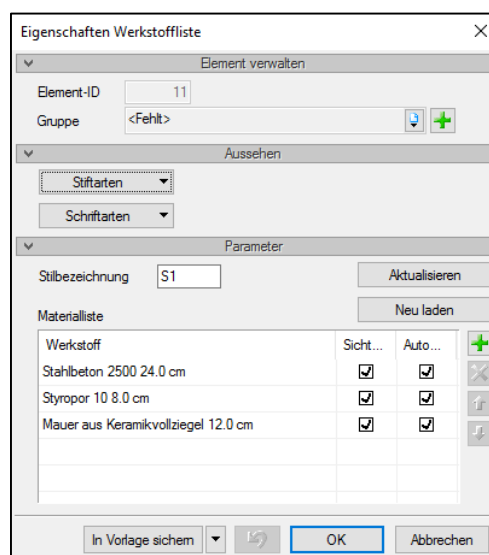 Eigenschaften Werkstoffliste
Element verwalten
Element-ID 11
Gruppe <Fehlt>
Aussehen
Stiftarten
Schriftarten
Parameter
Stilbezeichnung S1 Aktualisieren
Neu laden
Materialliste
Werkstoff Sicht... Auto...
Stahlbeton 2500 24.0 cm
Styropor 10 8.0 cm
Mauer aus Keramikvollziegel 12.0 cm
In Vorlage sichern OK Abbrechen